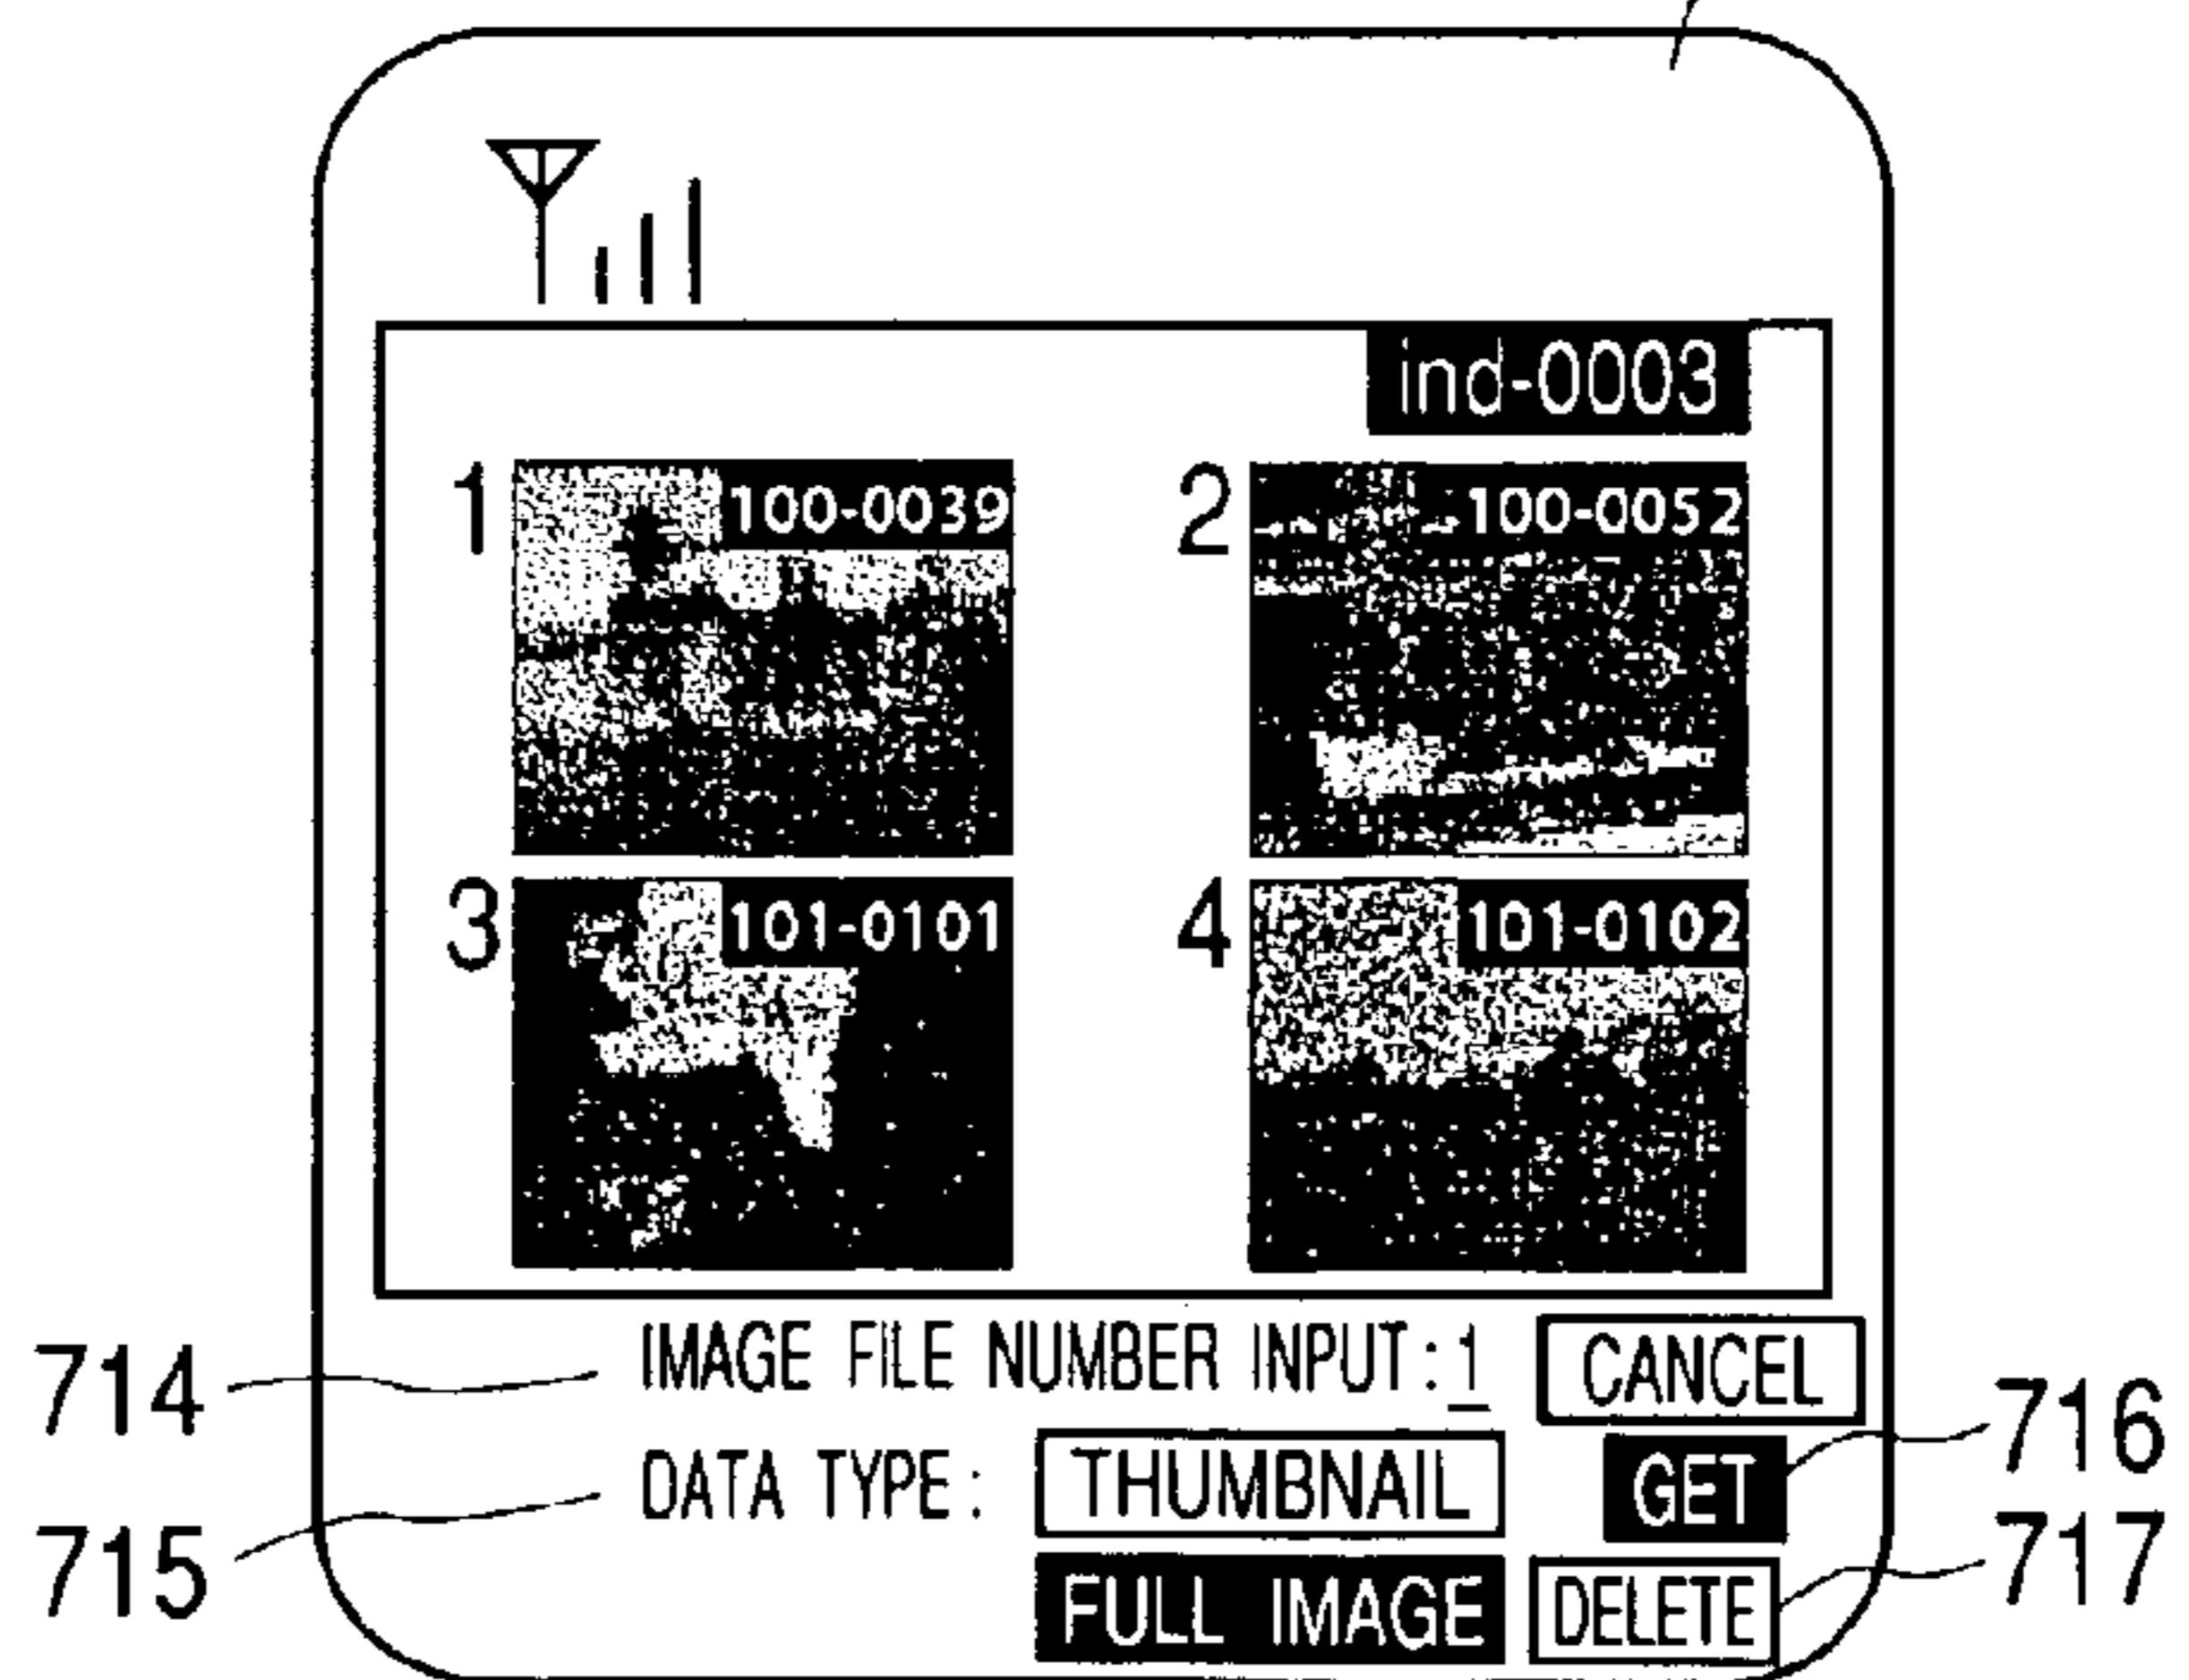 ind-0003
1 100-0039 2 100-0052
3 101-0101 4 101-0102
714 IMAGE FILE NUMBER INPUT: 1 CANCEL
715 DATA TYPE: THUMBNAIL GET 716
FULL IMAGE DELETE 717